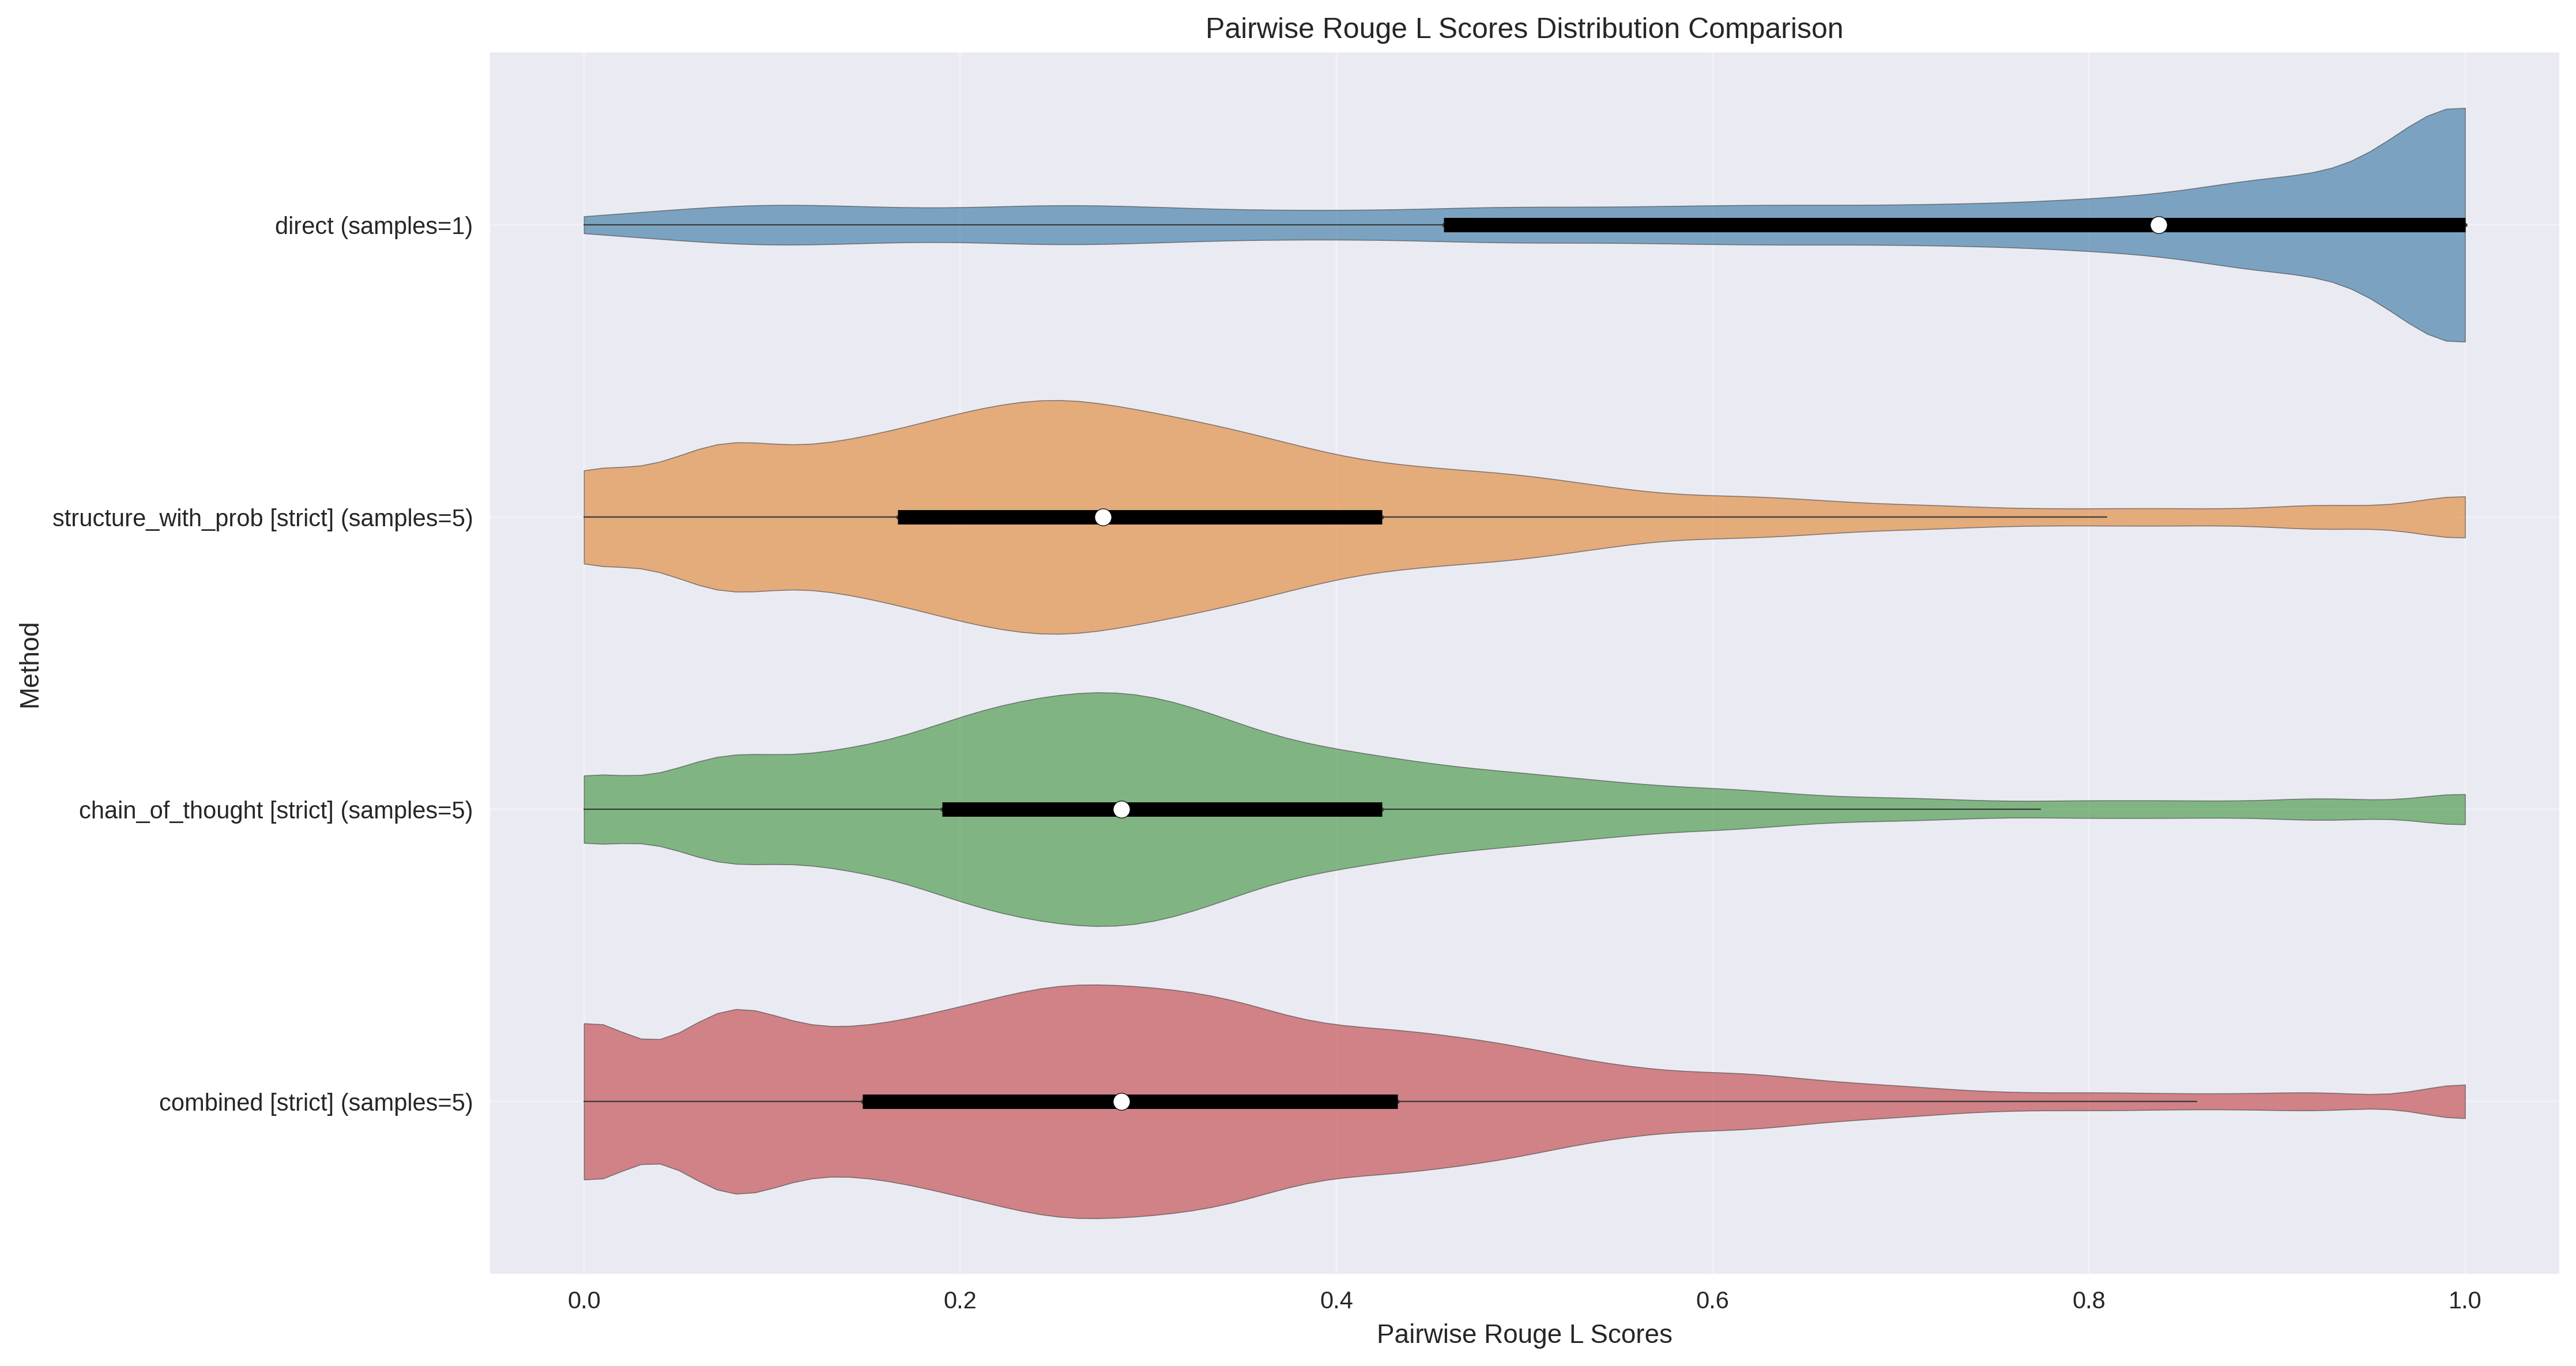 Pairwise Rouge L Scores Distribution Comparison
direct (samples=1)
structure_with_prob [strict] (samples=5)
chain_of_thought [strict] (samples=5)
combined [strict] (samples=5)
Method
0.0 0.2 0.4 0.6 0.8 1.0
Pairwise Rouge L Scores